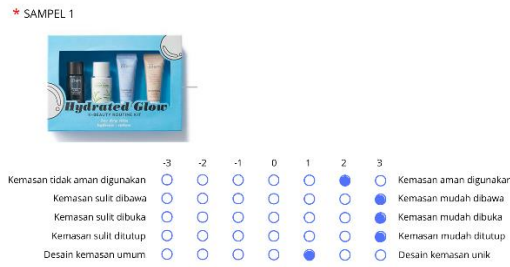 * SAMPEL 1
Hydrated Glow
-3 -2 -1 0 1 2 3
Kemasan tidak aman digunakan Kemasan aman digunakan
Kemasan sulit dibawa Kemasan mudah dibawa
Kemasan sulit dibuka Kemasan mudah dibuka
Kemasan sulit ditutup Kemasan mudah ditutup
Desain kemasan umum Desain kemasan unik